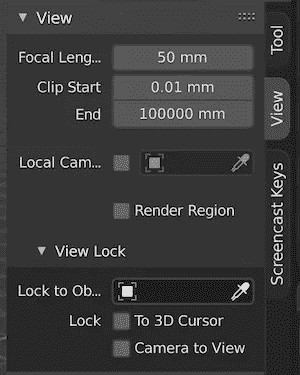 View
Focal Leng... 50 mm
Clip Start 0.01 mm
End 100000 mm
Local Cam...
Render Region
View Lock
Lock to Ob...
Lock To 3D Cursor
Camera to View
Tool
View
Screencast Keys